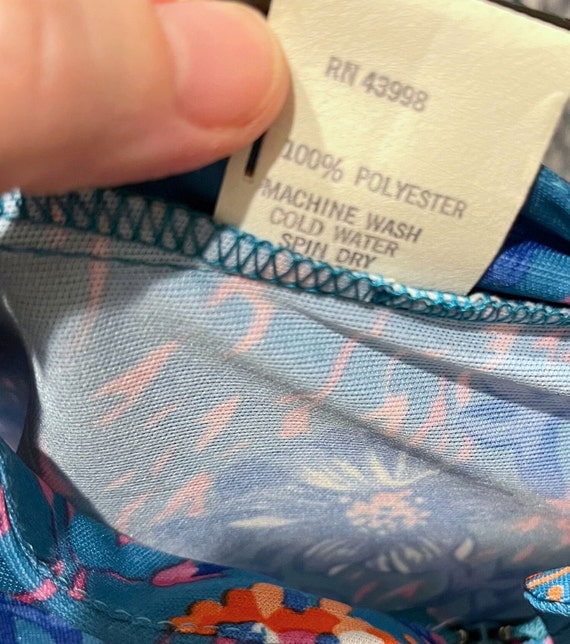 RN 43998
100% POLYESTER
MACHINE WASH
COLD WATER
SPIN DRY